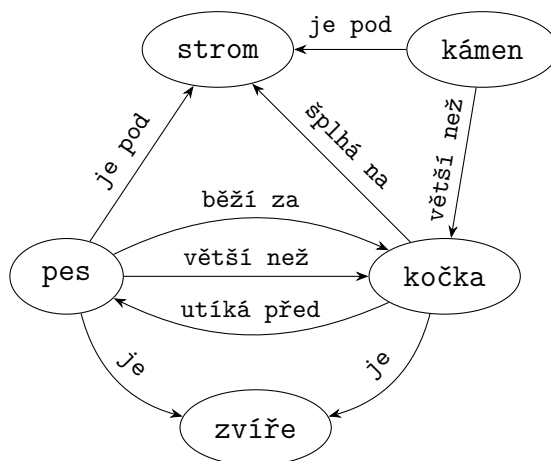 strom
je pod
kámen
je pod
šplhá na
větší než
běží za
pes
větší než
kočka
utíká před
je
je
zvíře